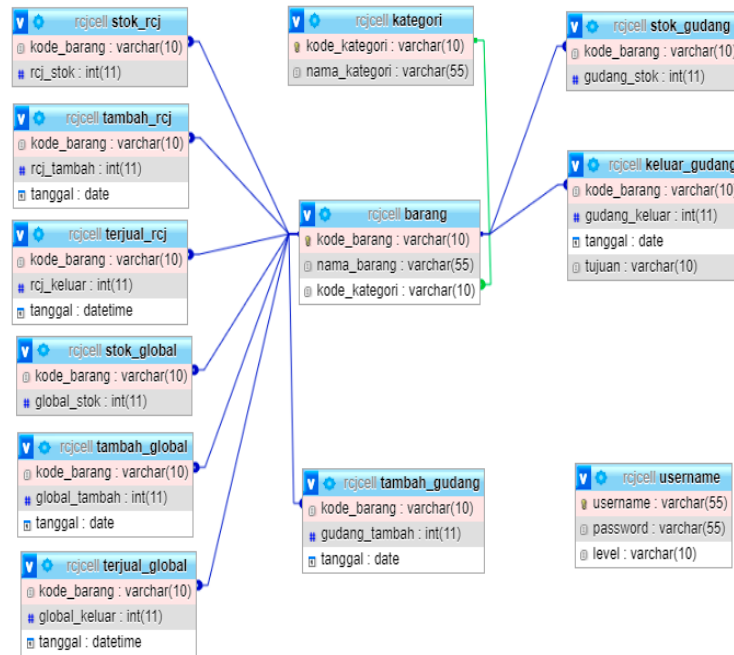 rcjcell stok_rcj
kode_barang : varchar(10)
rcj_stok : int(11)
rcjcell tambah_rcj
kode_barang : varchar(10)
rcj_tambah : int(11)
tanggal : date
rcjcell terjual_rcj
kode_barang : varchar(10)
rcj_keluar : int(11)
tanggal : datetime
rcjcell stok_global
kode_barang : varchar(10)
global_stok : int(11)
rcjcell tambah_global
kode_barang : varchar(10)
global_tambah : int(11)
tanggal : date
rcjcell terjual_global
kode_barang : varchar(10)
global_keluar : int(11)
tanggal : datetime
rcjcell kategori
kode_kategori : varchar(10)
nama_kategori : varchar(55)
rcjcell barang
kode_barang : varchar(10)
nama_barang : varchar(55)
kode_kategori : varchar(10)
rcjcell tambah_gudang
kode_barang : varchar(10)
gudang_tambah : int(11)
tanggal : date
rcjcell stok_gudang
kode_barang : varchar(10)
gudang_stok : int(11)
rcjcell keluar_gudang
kode_barang : varchar(10)
gudang_keluar : int(11)
tanggal : date
tujuan : varchar(10)
rcjcell username
username : varchar(55)
password : varchar(55)
level : varchar(10)